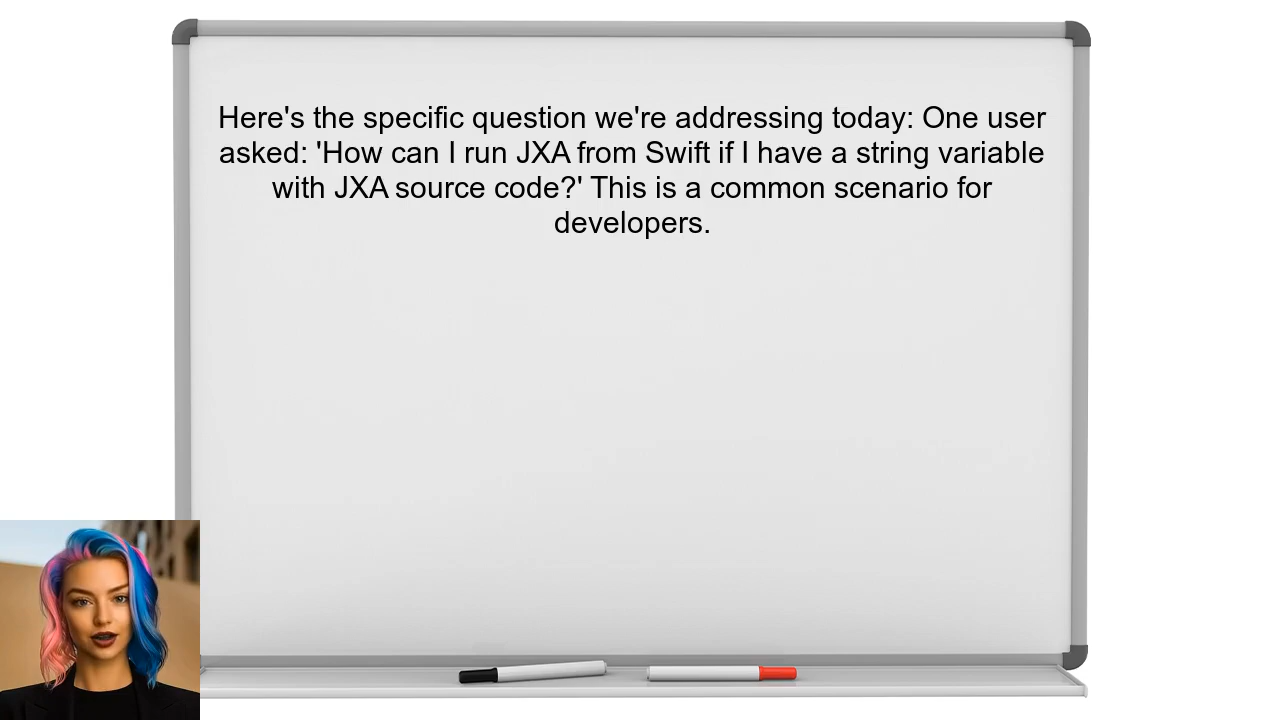 Here's the specific question we're addressing today: One user
asked: 'How can I run JXA from Swift if I have a string variable
with JXA source code?' This is a common scenario for
developers.